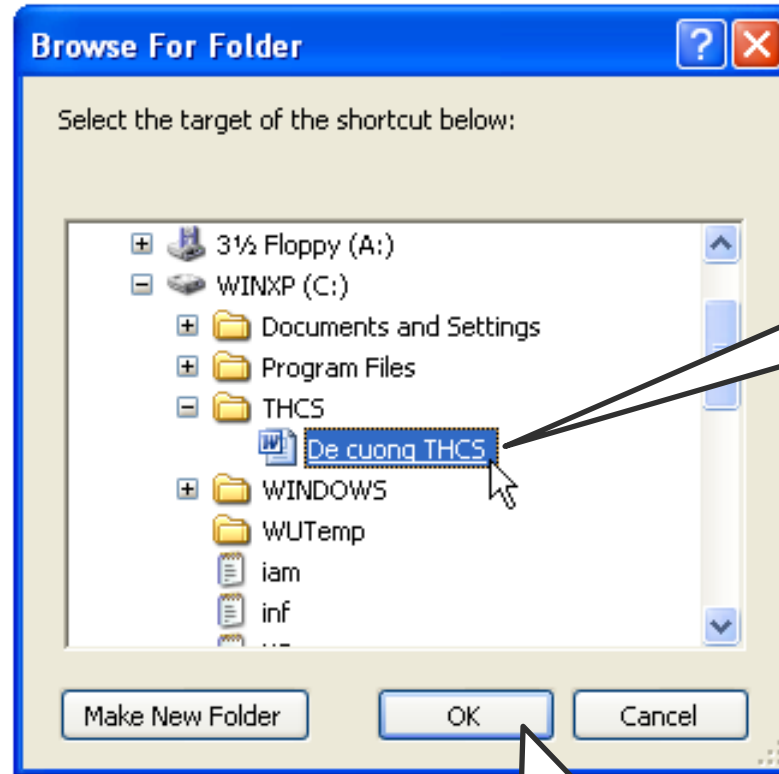 Browse For Folder
Select the target of the shortcut below:
3½ Floppy (A:)
WINXP (C:)
Documents and Settings
Program Files
THCS
De cuong THCS
WINDOWS
WUTemp
iam
inf
Make New Folder
OK
Cancel